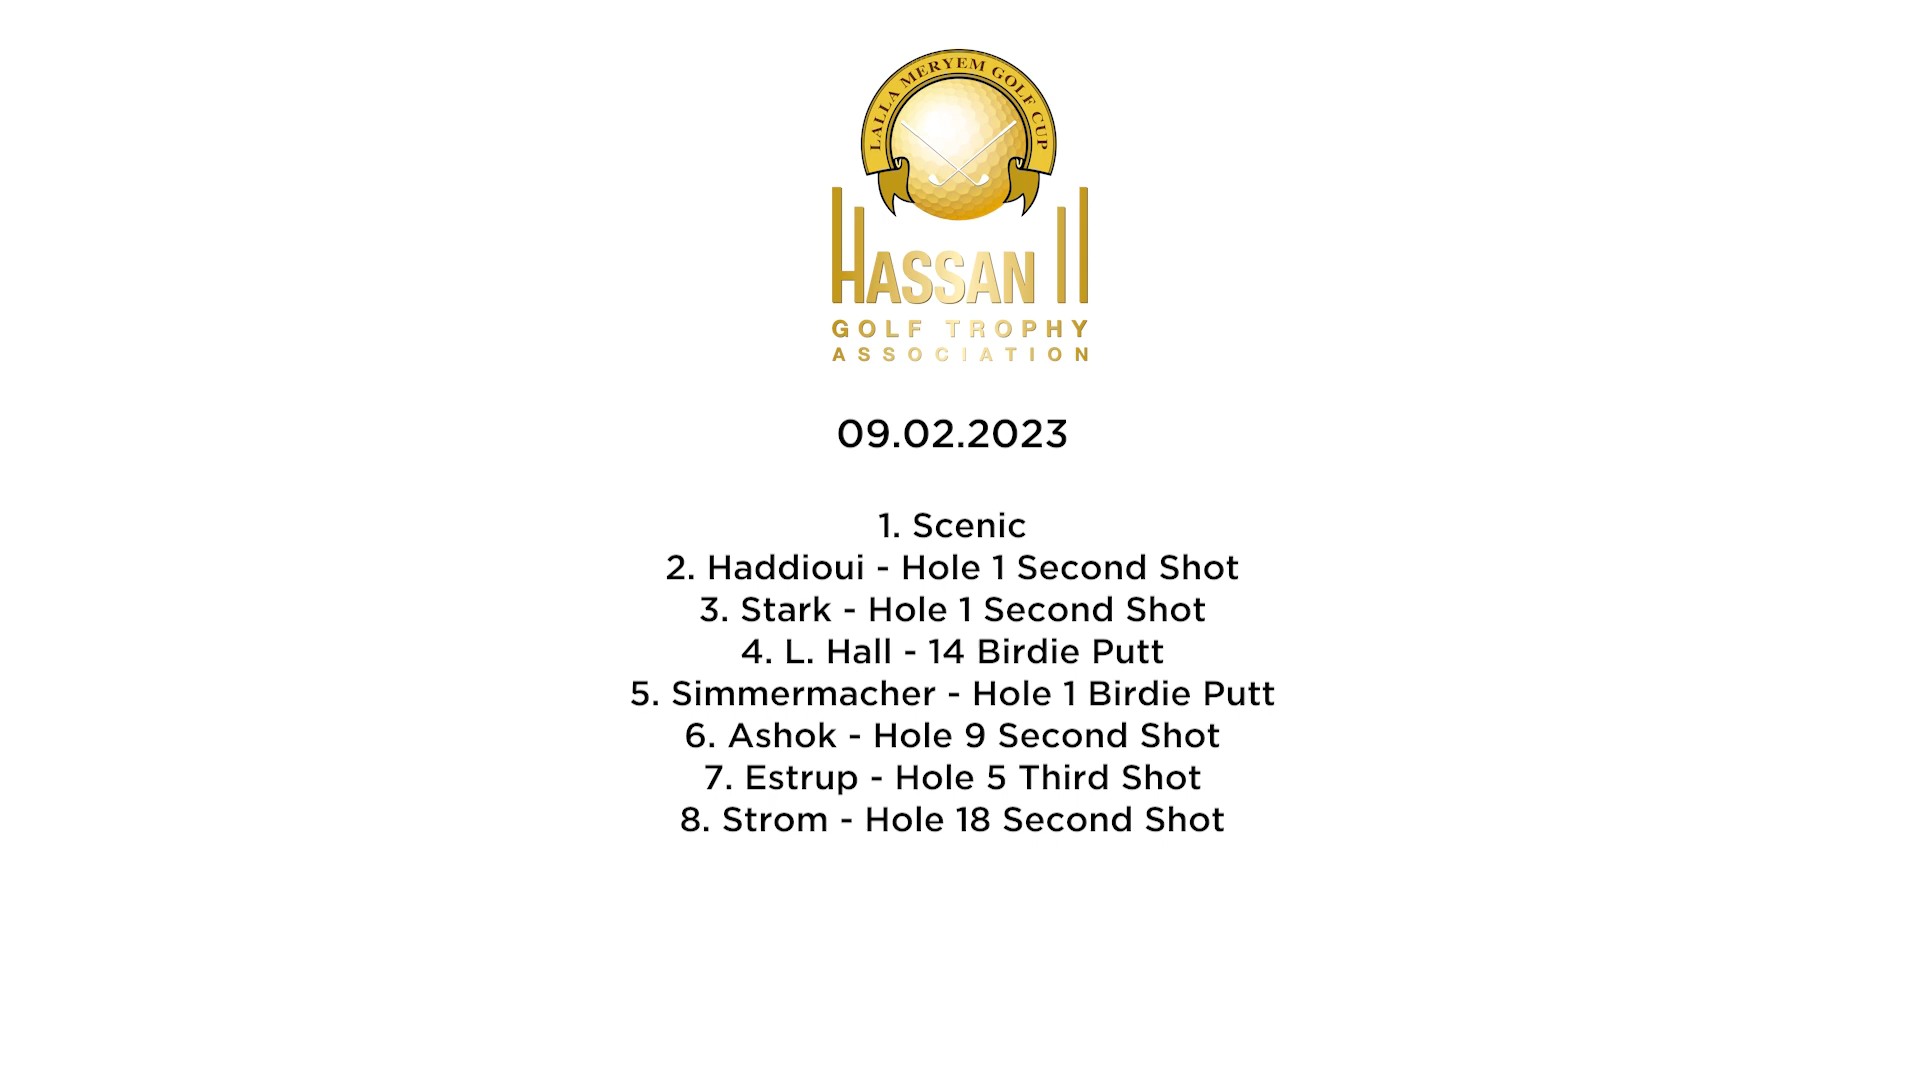 LALLA MERYEM GOLF CUP
HASSAN II
GOLF TROPHY
ASSOCIATION
09.02.2023
1. Scenic
2. Haddioui - Hole 1 Second Shot
3. Stark - Hole 1 Second Shot
4. L. Hall - 14 Birdie Putt
5. Simmermacher - Hole 1 Birdie Putt
6. Ashok - Hole 9 Second Shot
7. Estrup - Hole 5 Third Shot
8. Strom - Hole 18 Second Shot